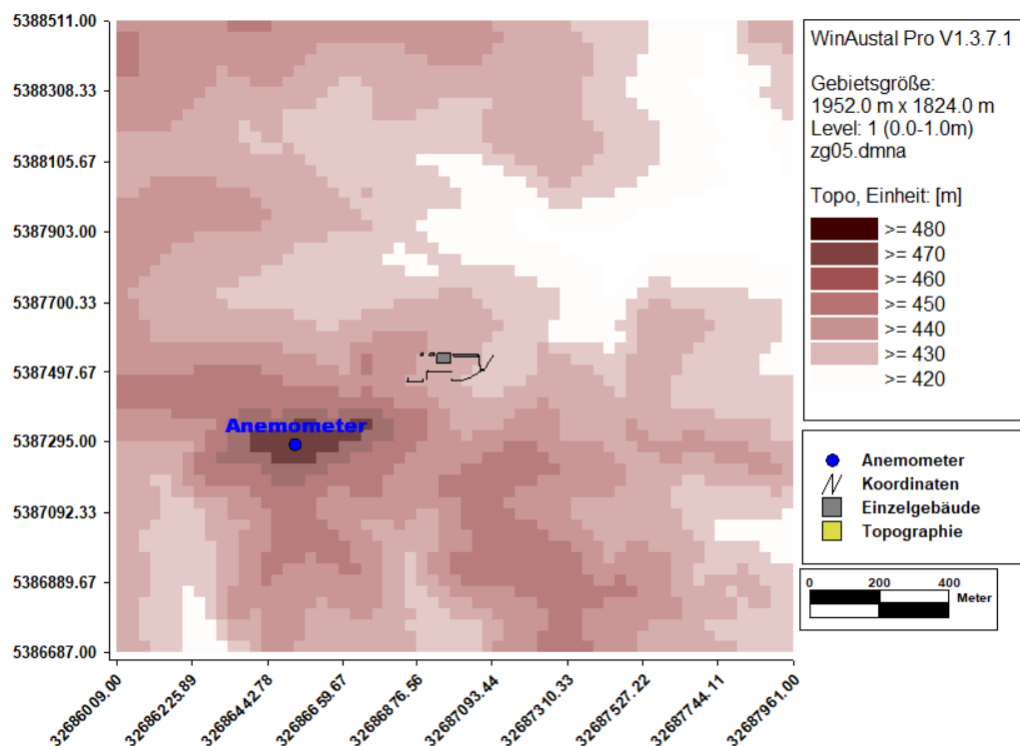 5388511.00
5388308.33
5388105.67
5387903.00
5387700.33
5387497.67
5387295.00
5387092.33
5386889.67
5386687.00
32686009.00
32686225.89
32686442.78
32686659.67
32686876.56
32687093.44
32687310.33
32687527.22
32687744.11
32687961.00
Anemometer
WinAustal Pro V1.3.7.1
Gebietsgröße:
1952.0 m x 1824.0 m
Level: 1 (0.0-1.0m)
zg05.dmna
Topo, Einheit: [m]
>= 480
>= 470
>= 460
>= 450
>= 440
>= 430
>= 420
Anemometer
Koordinaten
Einzelgebäude
Topographie
0 200 400
Meter